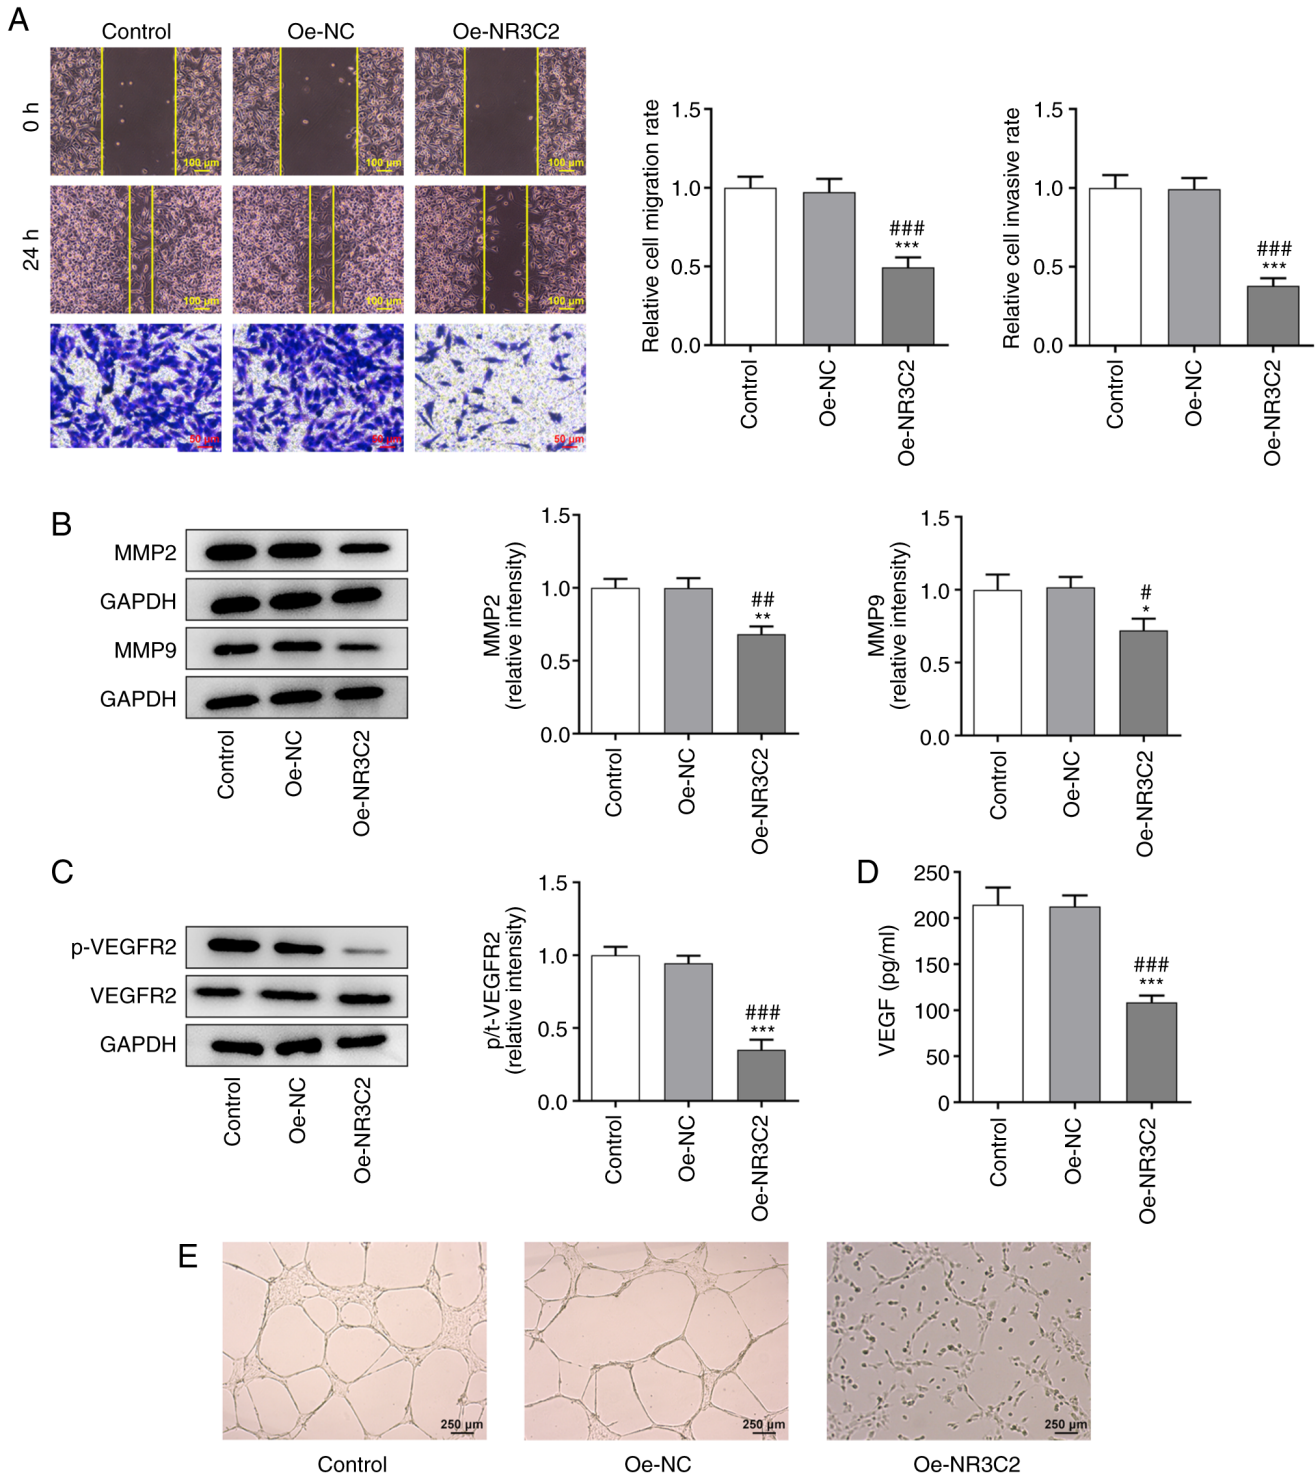 A
Control
Oe-NC
Oe-NR3C2
0 h
100 µm
100 µm
100 µm
24 h
100 µm
100 µm
100 µm
50 µm
50 µm
50 µm
Relative cell migration rate
1.5
1.0
0.5
0.0
###
***
Control
Oe-NC
Oe-NR3C2
Relative cell invasive rate
1.5
1.0
0.5
0.0
###
***
Control
Oe-NC
Oe-NR3C2
B
MMP2
GAPDH
MMP9
GAPDH
Control
Oe-NC
Oe-NR3C2
MMP2
(relative intensity)
1.5
1.0
0.5
0.0
##
**
Control
Oe-NC
Oe-NR3C2
MMP9
(relative intensity)
1.5
1.0
0.5
0.0
#
*
Control
Oe-NC
Oe-NR3C2
C
p-VEGFR2
VEGFR2
GAPDH
Control
Oe-NC
Oe-NR3C2
p/t-VEGFR2
(relative intensity)
1.5
1.0
0.5
0.0
###
***
Control
Oe-NC
Oe-NR3C2
D
VEGF (pg/ml)
250
200
150
100
50
0
###
***
Control
Oe-NC
Oe-NR3C2
E
250 µm
250 µm
250 µm
Control
Oe-NC
Oe-NR3C2